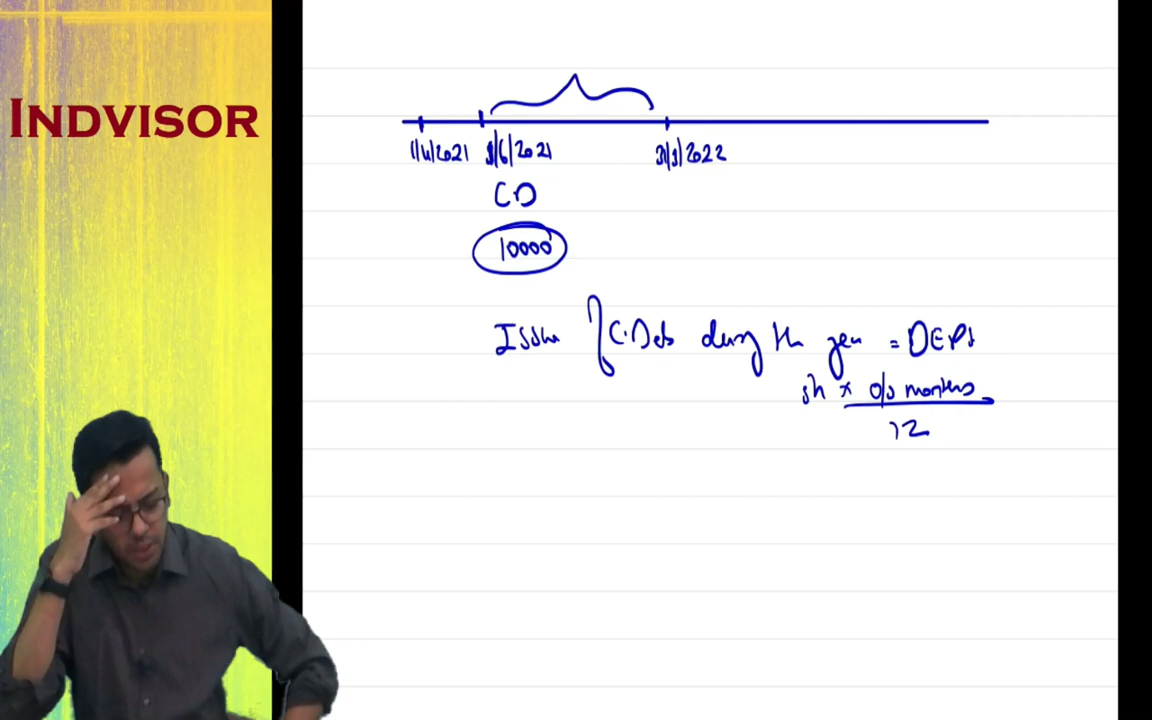 INDVISOR
1/4/2021 1/6/2021 31/3/2022
CD
10000
Issue of C.Debs during the year = DEPS
sh x o/s months
12